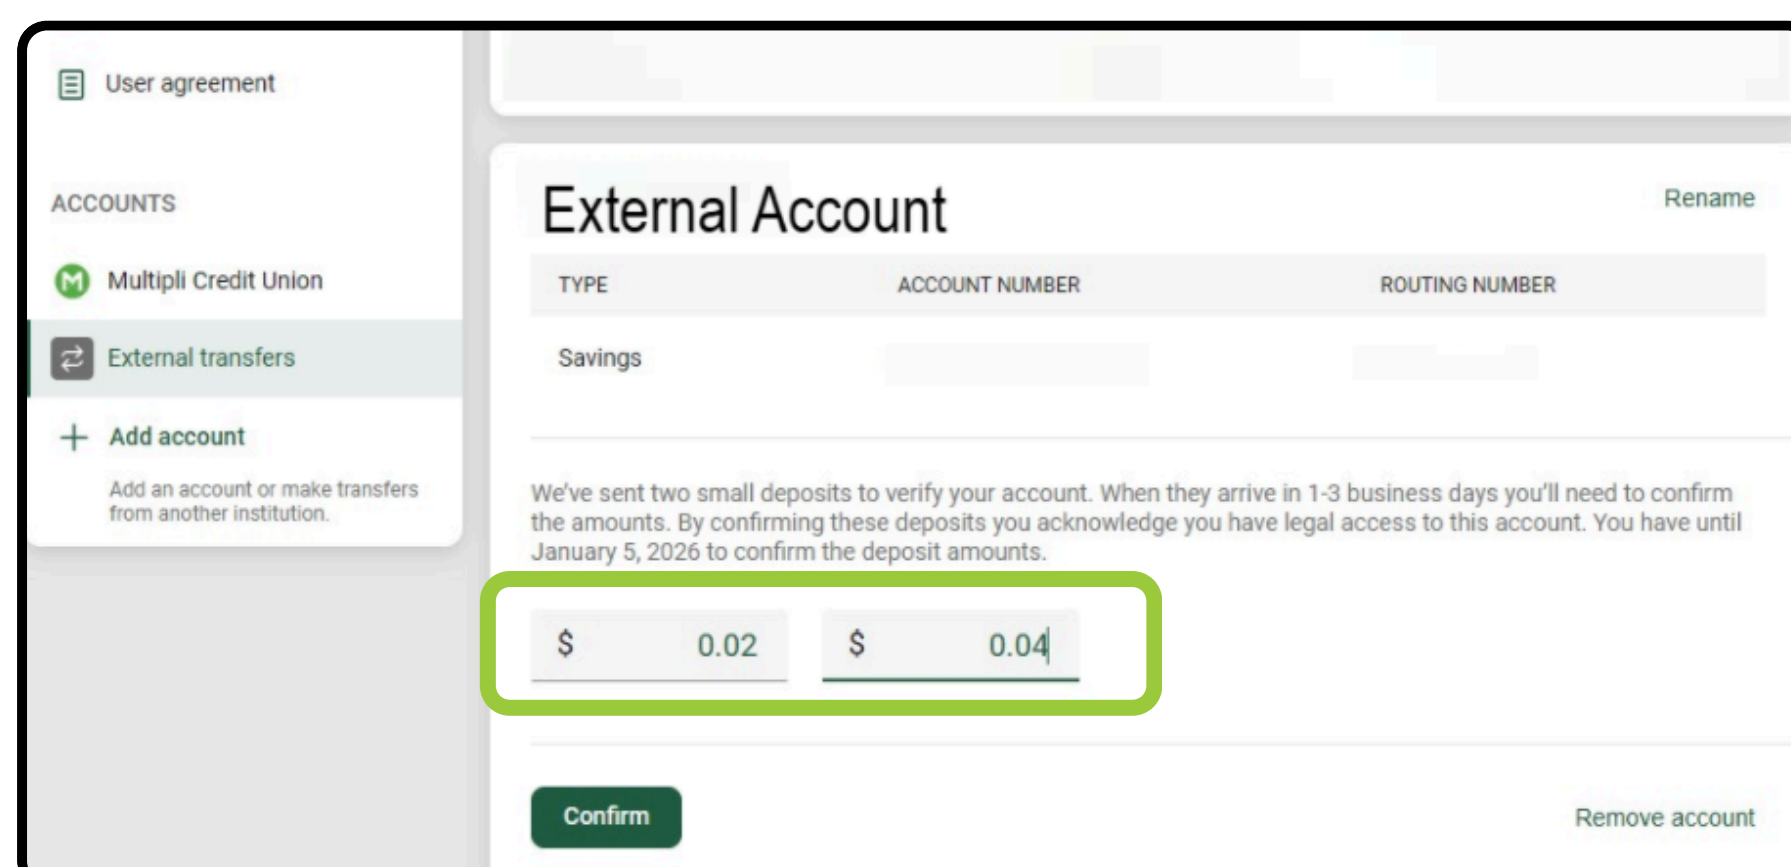 User agreement
ACCOUNTS
M
Multipli Credit Union
External transfers
Add account
Add an account or make transfers
from another institution.
External Account
Rename
TYPE ACCOUNT NUMBER ROUTING NUMBER
Savings
We've sent two small deposits to verify your account. When they arrive in 1-3 business days you'll need to confirm
the amounts. By confirming these deposits you acknowledge you have legal access to this account. You have until
January 5, 2026 to confirm the deposit amounts.
$ 0.02 $ 0.04
Confirm
Remove account